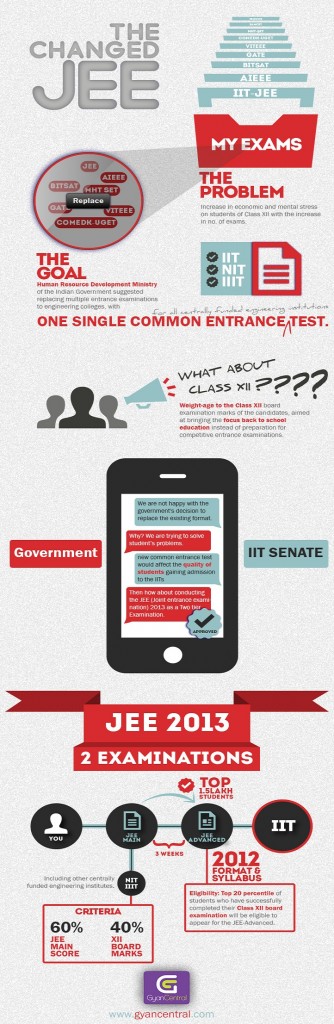 THE
CHANGED
JEE
COMEDK-UGET
VITEEE
GATE
BITSAT
AIEEE
IIT-JEE
MY EXAMS
JEE
AIEEE
BITSAT
MHT SET
Replace
GATE
VITEEE
COMEDK-UGET
THE
PROBLEM
Increase in economic and mental stress
on students of Class XII with the increase
in no. of exams.
THE
GOAL
Human Resource Development Ministry
of the Indian Government suggested
replacing multiple entrance examinations
to engineering colleges, with
IIT
NIT
IIIT
for all centrally funded engineering institutions
ONE SINGLE COMMON ENTRANCE TEST.
WHAT ABOUT
CLASS XII ????
Weight-age to the Class XII board
examination marks of the candidates, aimed
at bringing the focus back to school
education instead of preparation for
competitive entrance examinations.
Government
IIT SENATE
We are not happy with the
government's decision to
replace the existing format.
Why? We are trying to solve
student's problems.
new common entrance test
would affect the quality of
students gaining admission
to the IITs
Then how about conducting
the JEE (Joint entrance exami
nation) 2013 as a Two tier
Examination.
APPROVED
JEE 2013
2 EXAMINATIONS
TOP
1.5LAKH
STUDENTS
YOU
JEE
MAIN
JEE
ADVANCED
IIT
3 WEEKS
NIT
IIIT
Including other centrally
funded engineering institutes.
2012
FORMAT &
SYLLABUS
Eligibility: Top 20 percentile of
students who have successfully
completed their Class XII board
examination will be eligible to
appear for the JEE-Advanced.
CRITERIA
60%
JEE
MAIN
SCORE
40%
XII
BOARD
MARKS
GyanCentral
www.gyancentral.com